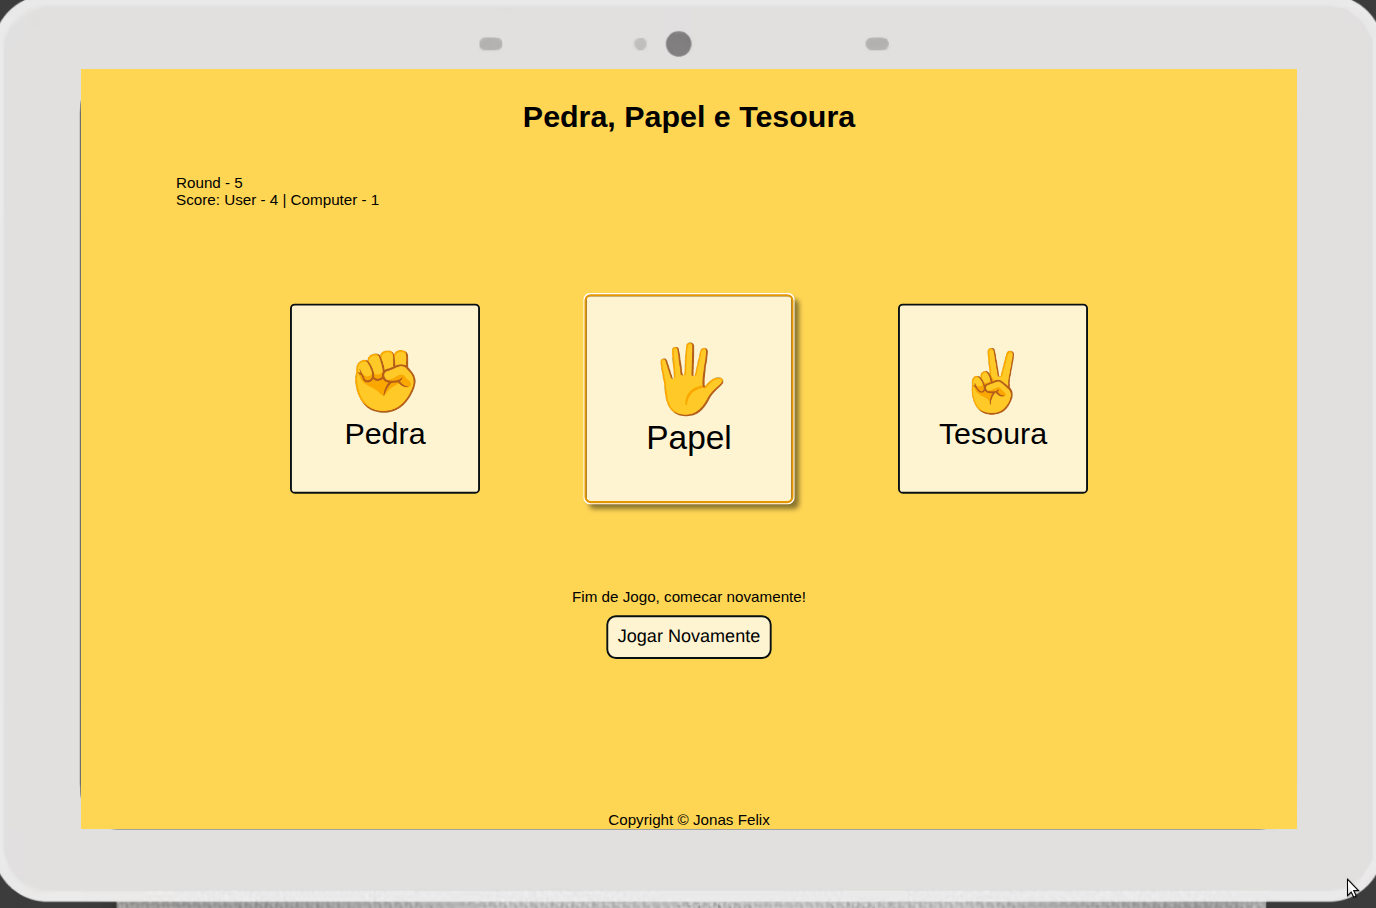 Pedra, Papel e Tesoura
Round - 5
Score: User - 4 | Computer - 1
Pedra
Papel
Tesoura
Fim de Jogo, comecar novamente!
Jogar Novamente
Copyright © Jonas Felix